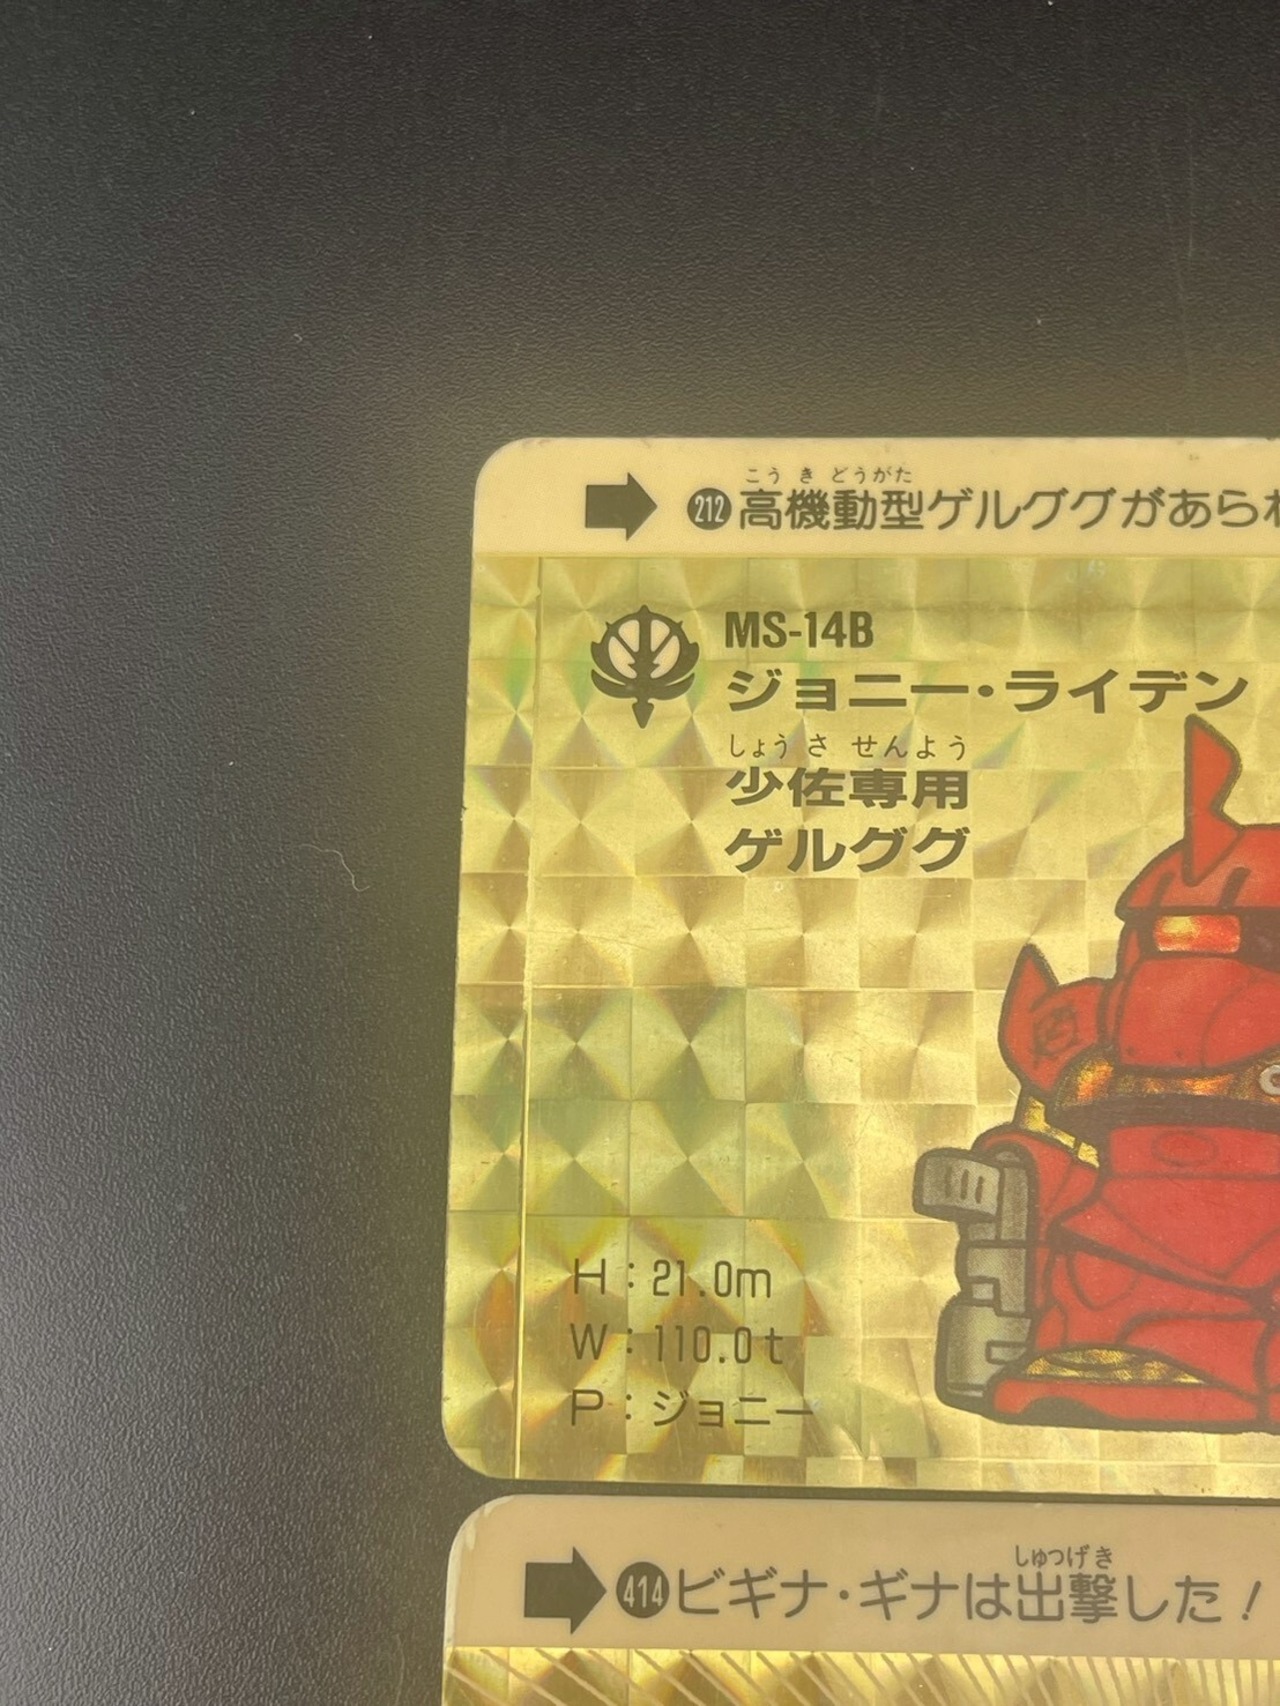 こうきどうがた
212 高機動型ゲルググがあらわ
MS-14B
ジョニー・ライデン
しょうさせんよう
少佐専用
ゲルググ
H：21.0m
W：110.0t
P：ジョニー
しゅつげき
414 ビギナ・ギナは出撃した！